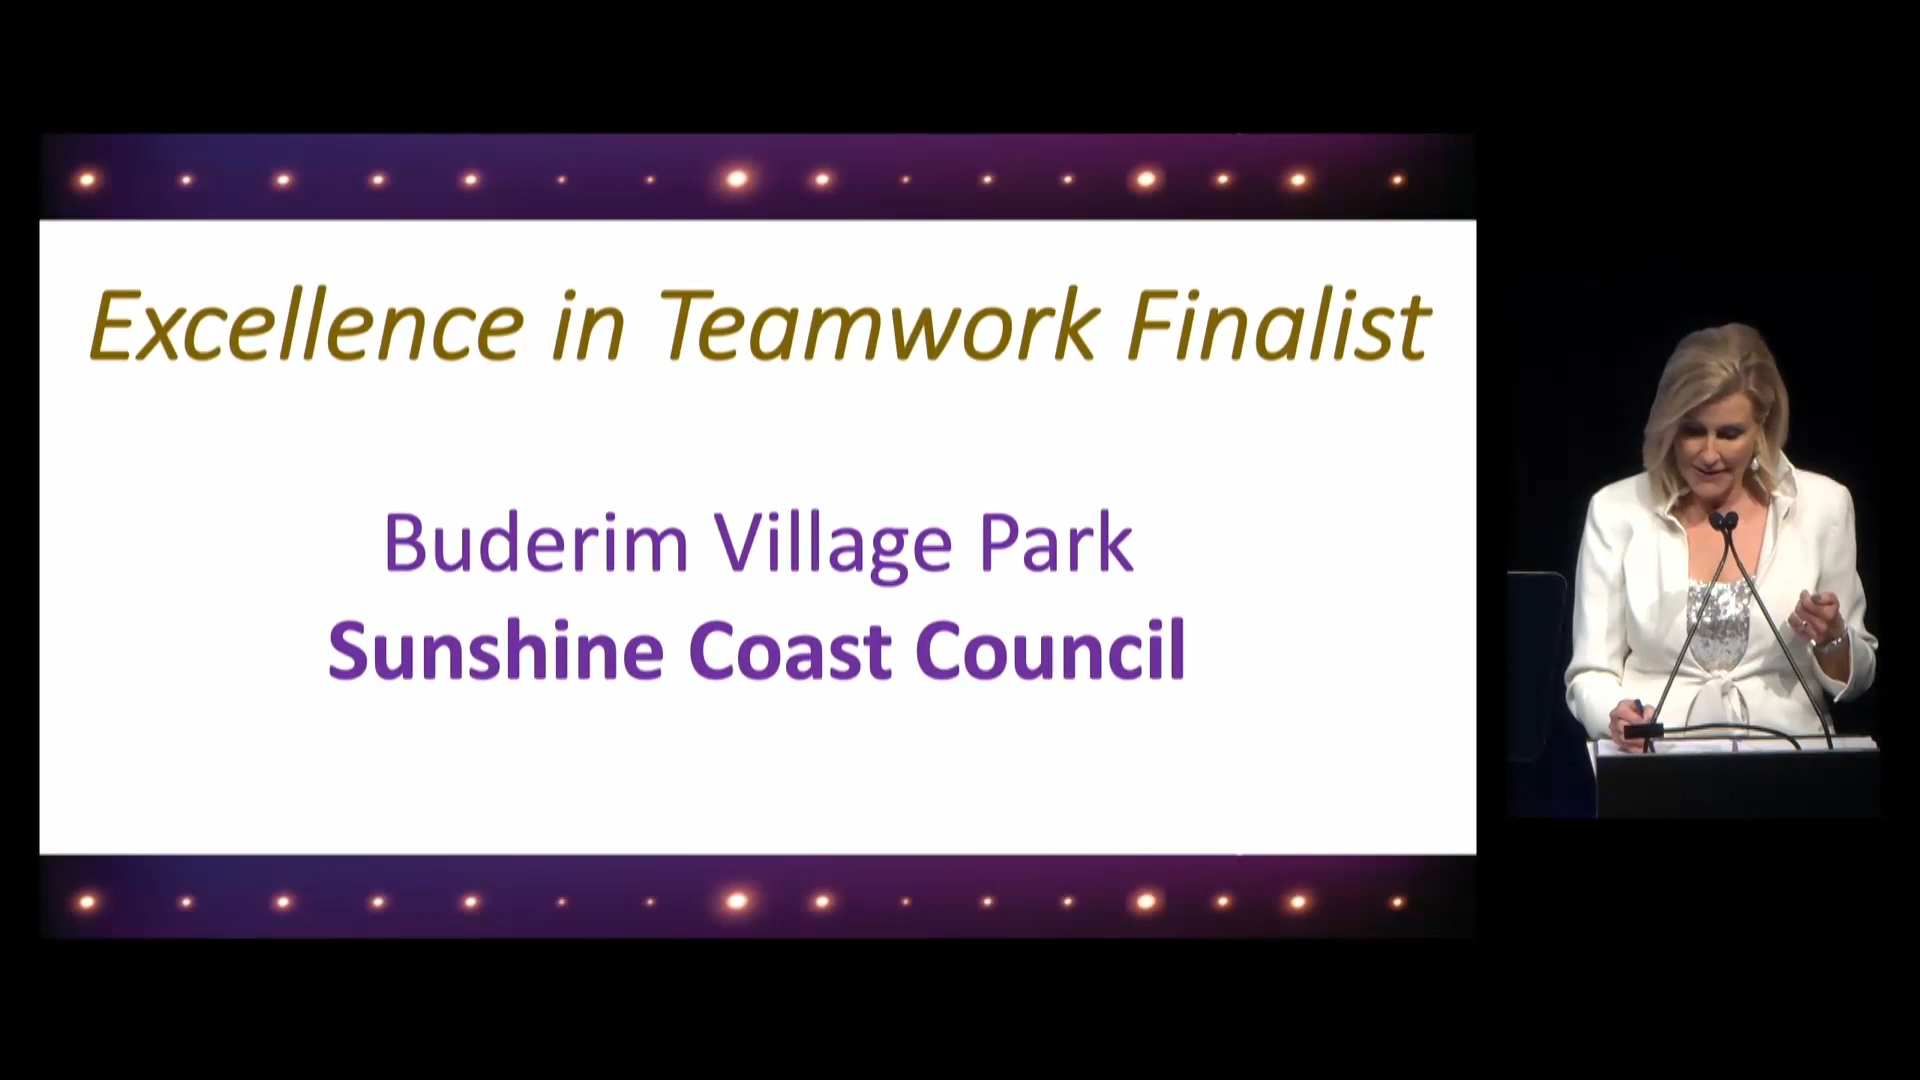 Excellence in Teamwork Finalist
Buderim Village Park
Sunshine Coast Council